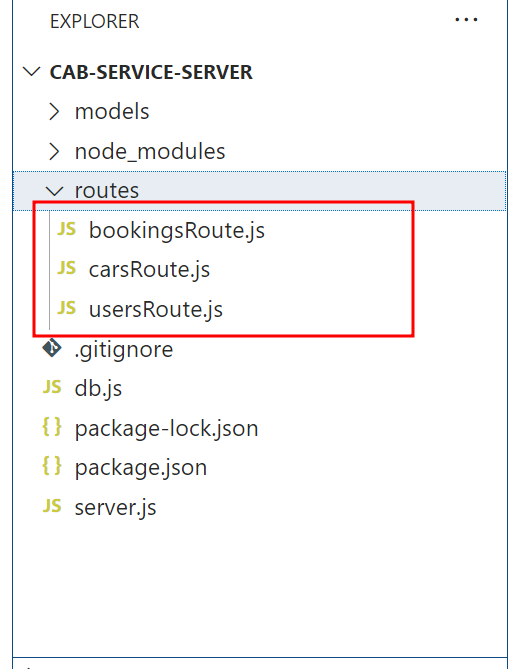 EXPLORER ...
CAB-SERVICE-SERVER
models
node_modules
routes
JS bookingsRoute.js
JS carsRoute.js
JS usersRoute.js
.gitignore
JS db.js
{} package-lock.json
{} package.json
JS server.js